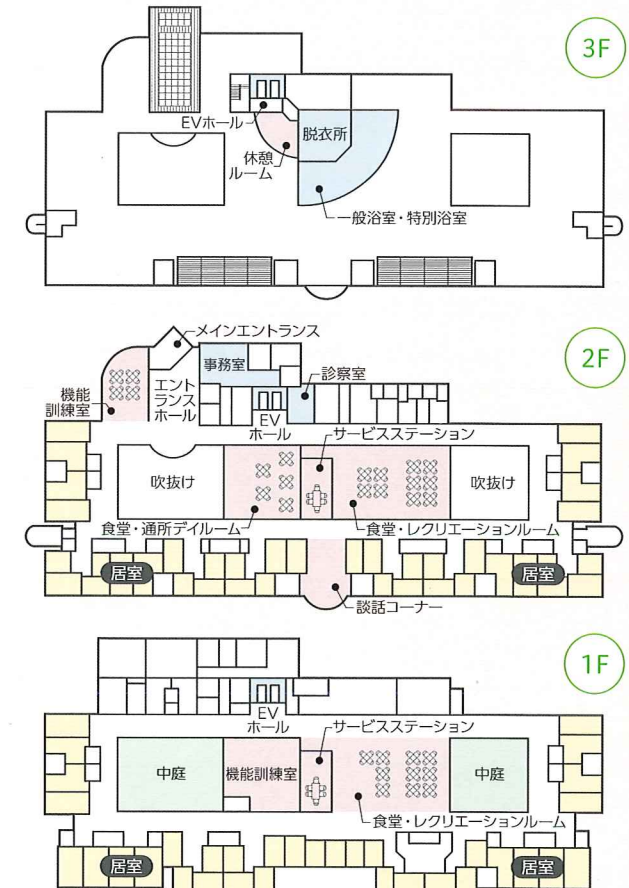 3F
EVホール
脱衣所
休憩
ルーム
一般浴室・特別浴室
2F
メインエントランス
事務室
診察室
機能
訓練室
エント
ランス
ホール
EV
ホール
サービスステーション
吹抜け
吹抜け
食堂・通所デイルーム
食堂・レクリエーションルーム
居室
居室
談話コーナー
1F
EV
ホール
サービスステーション
中庭
機能訓練室
中庭
食堂・レクリエーションルーム
居室
居室